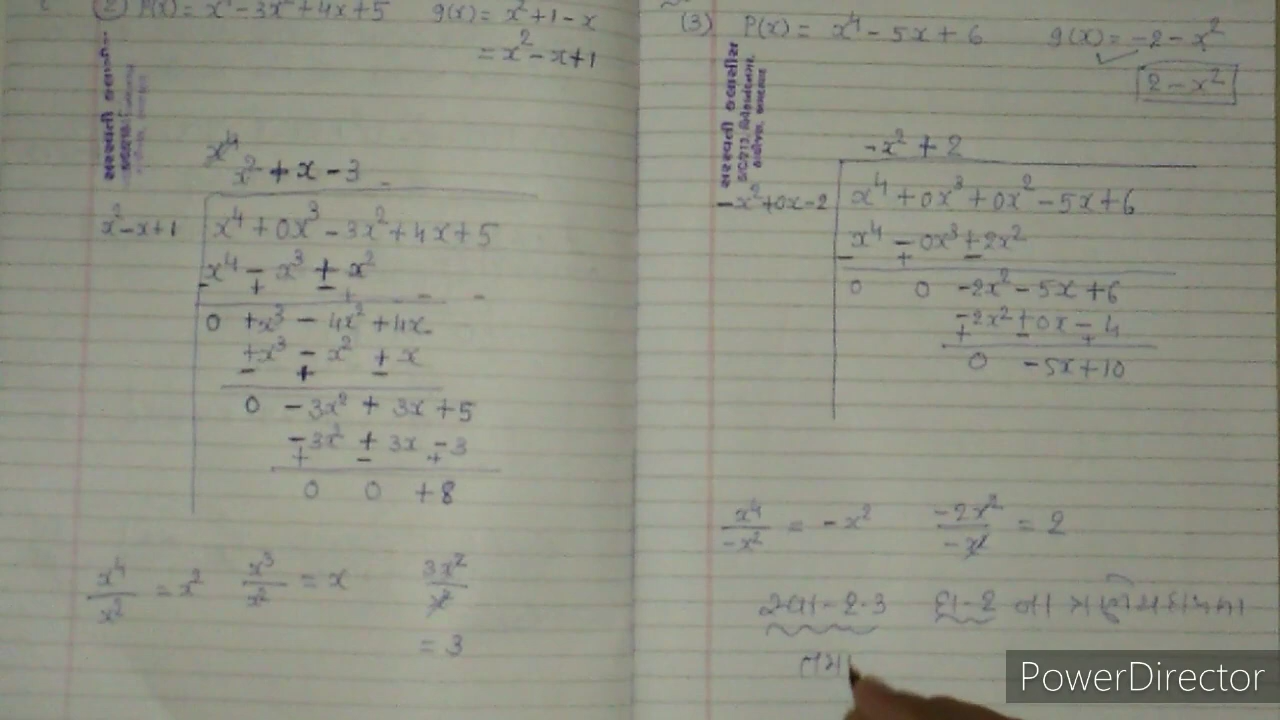 ② P(x) = x⁴ - 3x² + 4x + 5 g(x) = x² + 1 - x
= x² - x + 1
x⁴
x² + x - 3
x² - x + 1 x⁴ + 0x³ - 3x² + 4x + 5
x⁴ - x³ + x²
- + -
0 + x³ - 4x² + 4x
+ x³ - x² + x
- + -
0 - 3x² + 3x + 5
- 3x² + 3x - 3
+ - +
0 0 + 8
x⁴/x² = x² x³/x² = x 3x²/x²
= 3
(3) P(x) = x⁴ - 5x + 6 g(x) = -2 - x²
2 - x²
- x² + 2
- x² + 0x - 2 x⁴ + 0x³ + 0x² - 5x + 6
x⁴ - 0x³ + 2x²
- + -
0 0 - 2x² - 5x + 6
- 2x² + 0x - 4
+ - +
0 - 5x + 10
x⁴/-x² = - x² -2x²/-x² = 2
સ્વા-2.3 દા-2 ના
PowerDirector